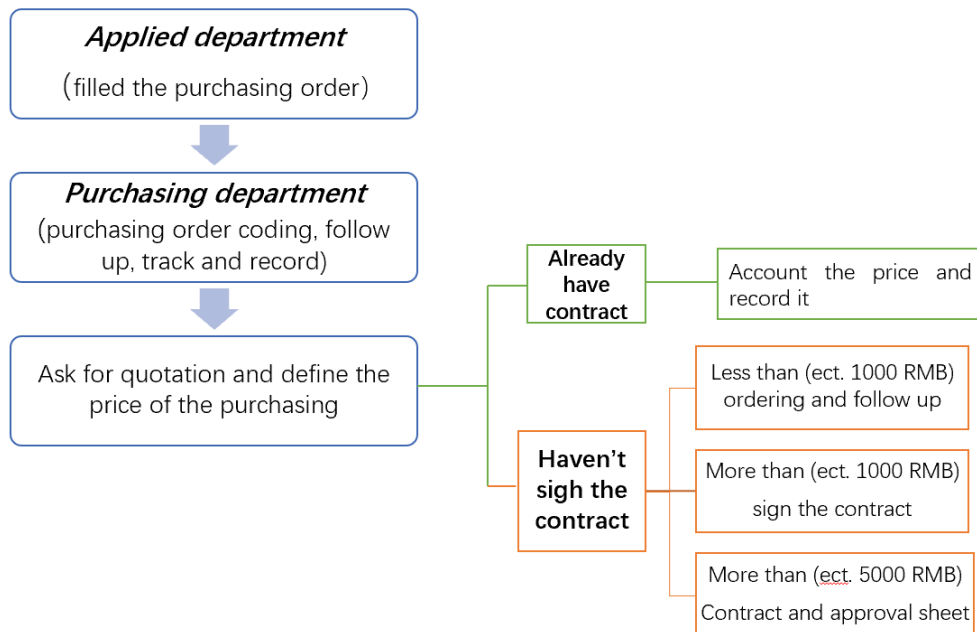 Applied department
(filled the purchasing order)
Purchasing department
(purchasing order coding, follow
up, track and record)
Ask for quotation and define the
price of the purchasing
Already
have
contract
Account the price and
record it
Haven't
sigh the
contract
Less than (ect. 1000 RMB)
ordering and follow up
More than (ect. 1000 RMB)
sign the contract
More than (ect. 5000 RMB)
Contract and approval sheet